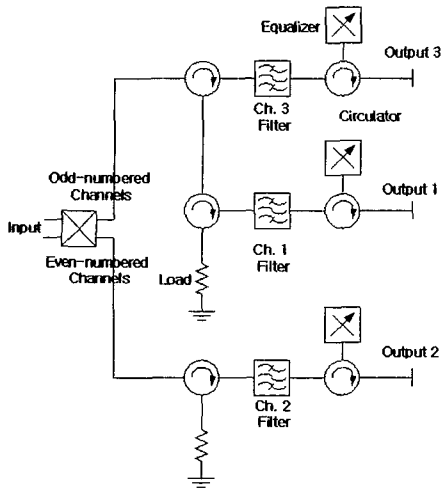 Equalizer
Output 3
Ch. 3
Filter
Circulator
Odd-numbered
Channels
Output 1
Input
Even-numbered
Channels
Load
Ch. 1
Filter
Output 2
Ch. 2
Filter